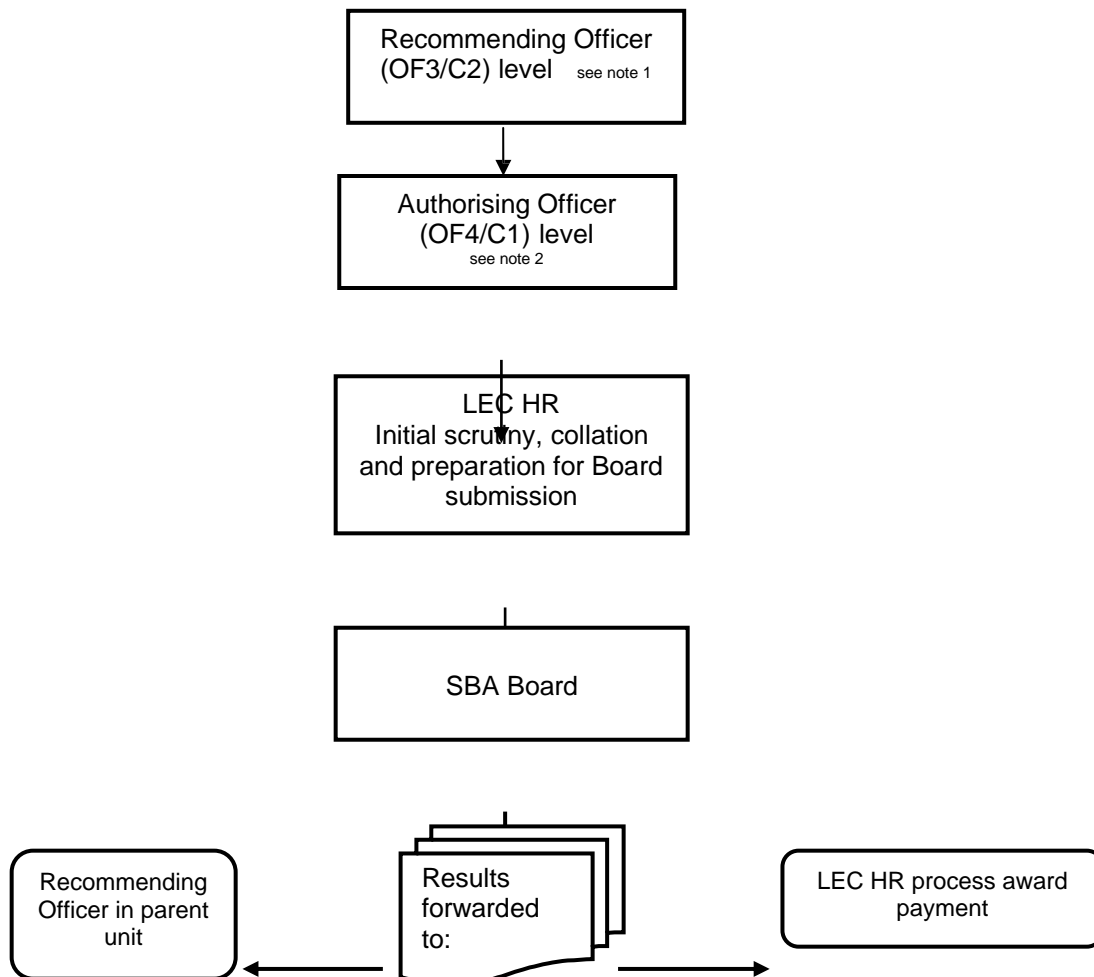 Recommending Officer
(OF3/C2) level see note 1
Authorising Officer
(OF4/C1) level
see note 2
LEC HR
Initial scrutiny, collation
and preparation for Board
submission
SBA Board
Recommending
Officer in parent
unit
Results
forwarded
to:
LEC HR process award
payment